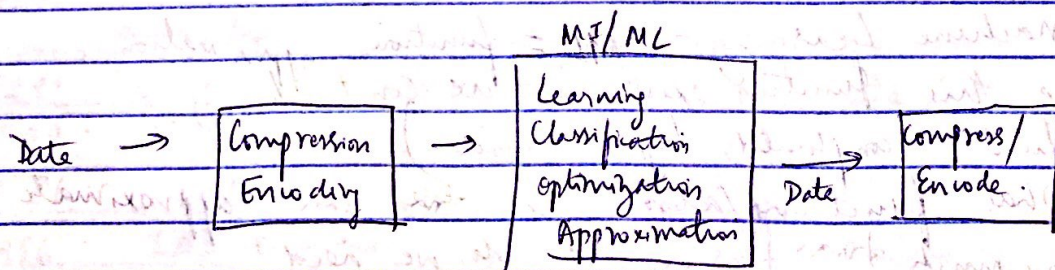 MI/ML
Learning
Date → Compression → Classification → Compress/
Encoding optimization Date Encode.
Approximation